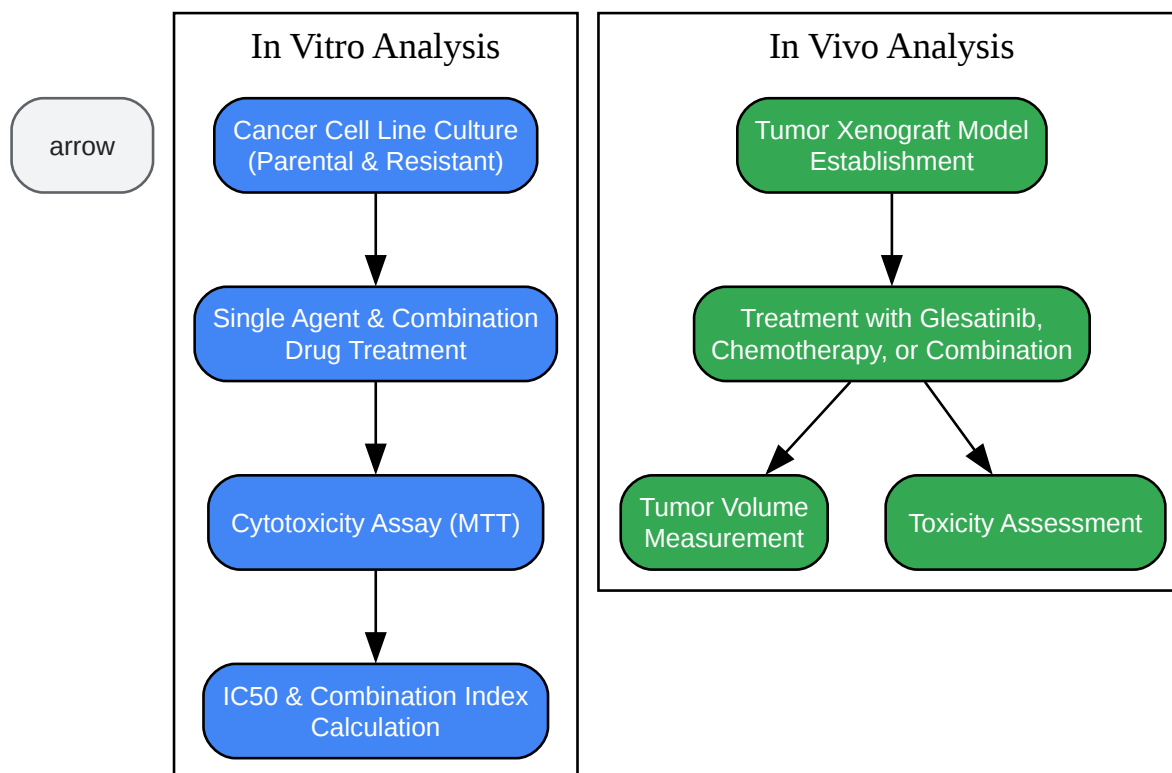 In Vitro Analysis
In Vivo Analysis
arrow
Cancer Cell Line Culture
(Parental & Resistant)
Single Agent & Combination
Drug Treatment
Cytotoxicity Assay (MTT)
IC50 & Combination Index
Calculation
Tumor Xenograft Model
Establishment
Treatment with Glesatinib,
Chemotherapy, or Combination
Tumor Volume
Measurement
Toxicity Assessment